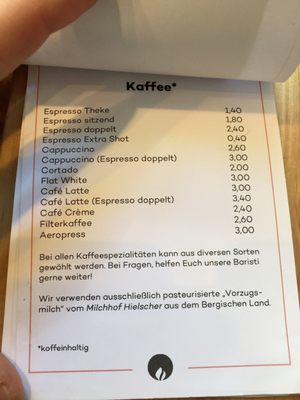 Kaffee*
Espresso Theke 1,40
Espresso sitzend 1,80
Espresso doppelt 2,40
Espresso Extra Shot 0,40
Cappuccino 2,60
Cappuccino (Espresso doppelt) 3,00
Cortado 2,00
Flat White 3,00
Café Latte 3,00
Café Latte (Espresso doppelt) 3,40
Café Crème 2,40
Filterkaffee 2,60
Aeropress 3,00
Bei allen Kaffeespezialitäten kann aus diversen Sorten
gewählt werden. Bei Fragen, helfen Euch unsere Baristi
gerne weiter!
Wir verwenden ausschließlich pasteurisierte „Vorzugs-
milch" vom Milchhof Hielscher aus dem Bergischen Land.
*koffeinhaltig